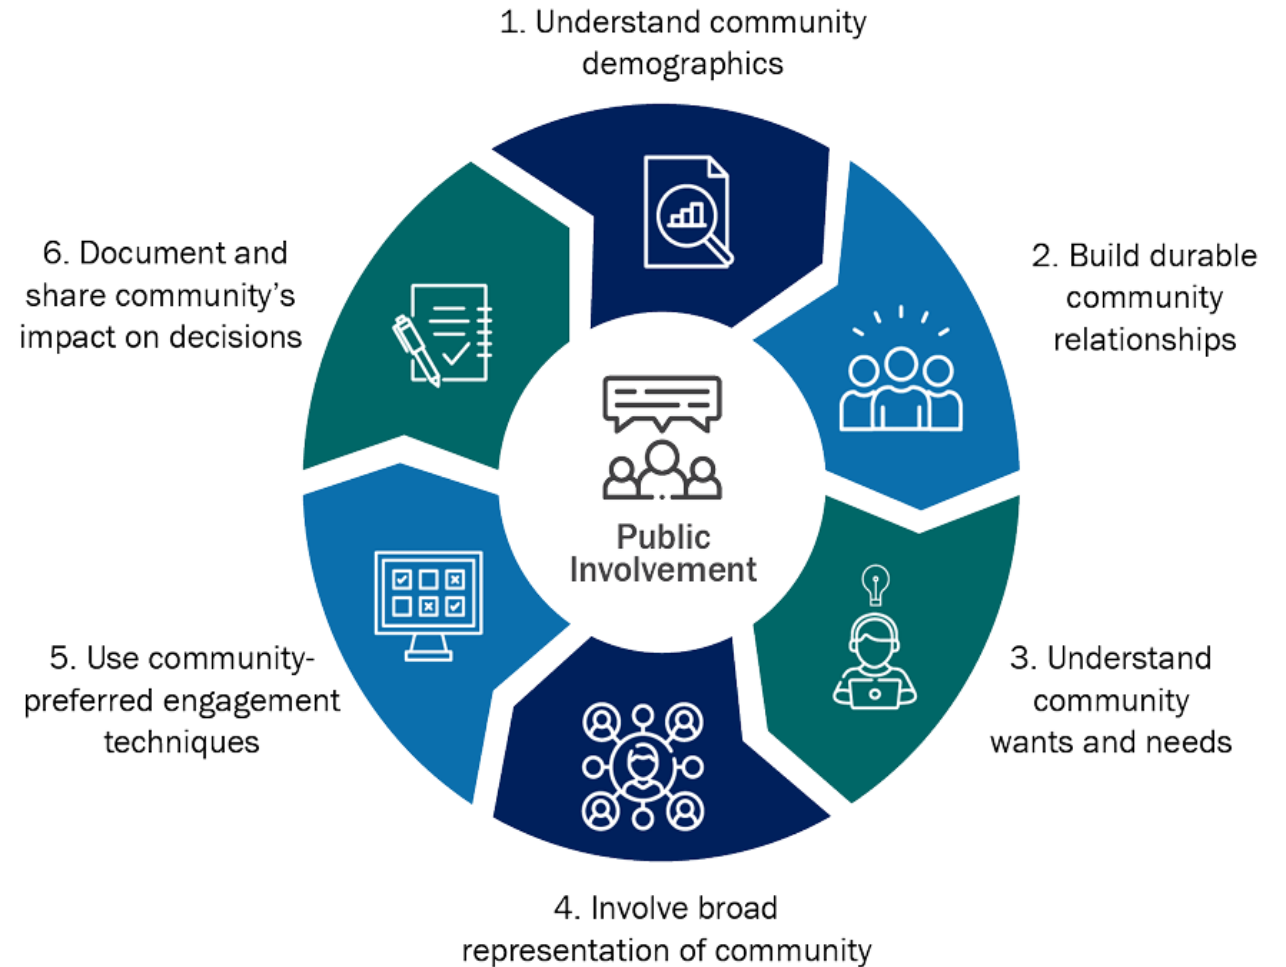 1. Understand community
demographics
2. Build durable
community
relationships
3. Understand
community
wants and needs
4. Involve broad
representation of community
5. Use community-
preferred engagement
techniques
6. Document and
share community’s
impact on decisions
Public
Involvement